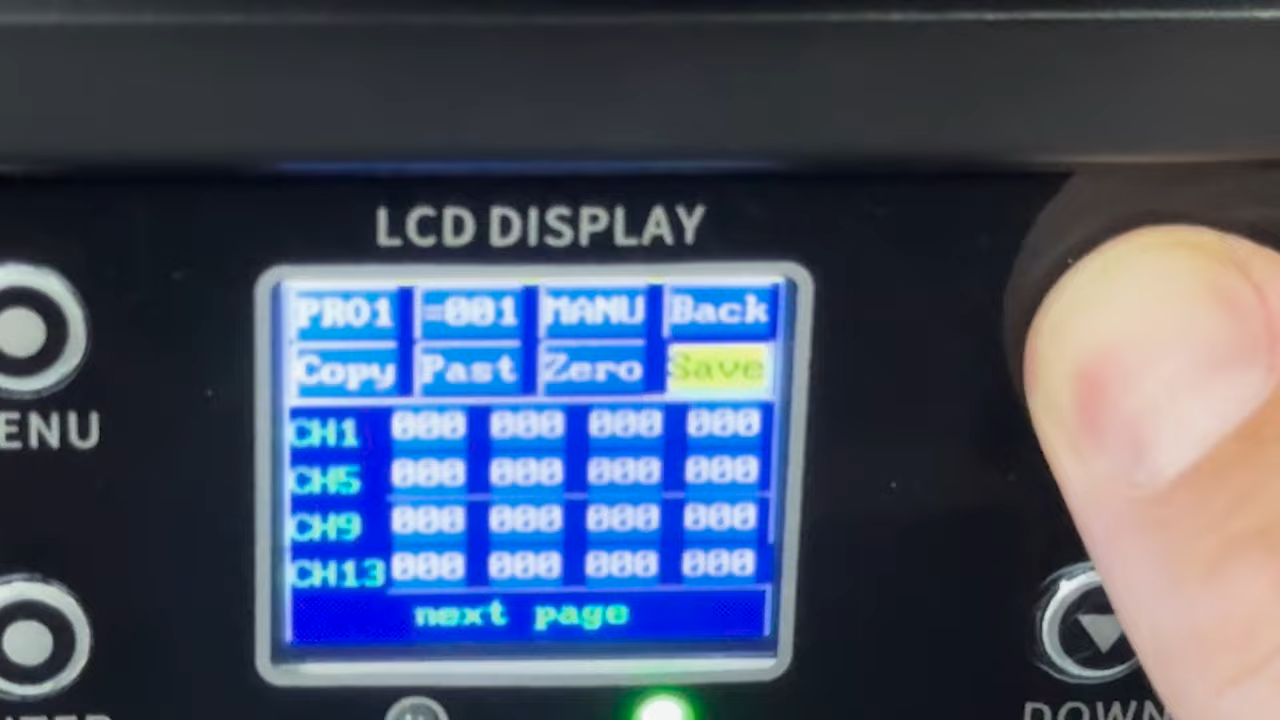 LCD DISPLAY
PRO1 =001 MANU Back
Copy Past Zero Save
CH1 000 000 000 000
ENU
CH5 000 000 000 000
CH9 000 000 000 000
CH13 000 000 000 000
next page
DOWN